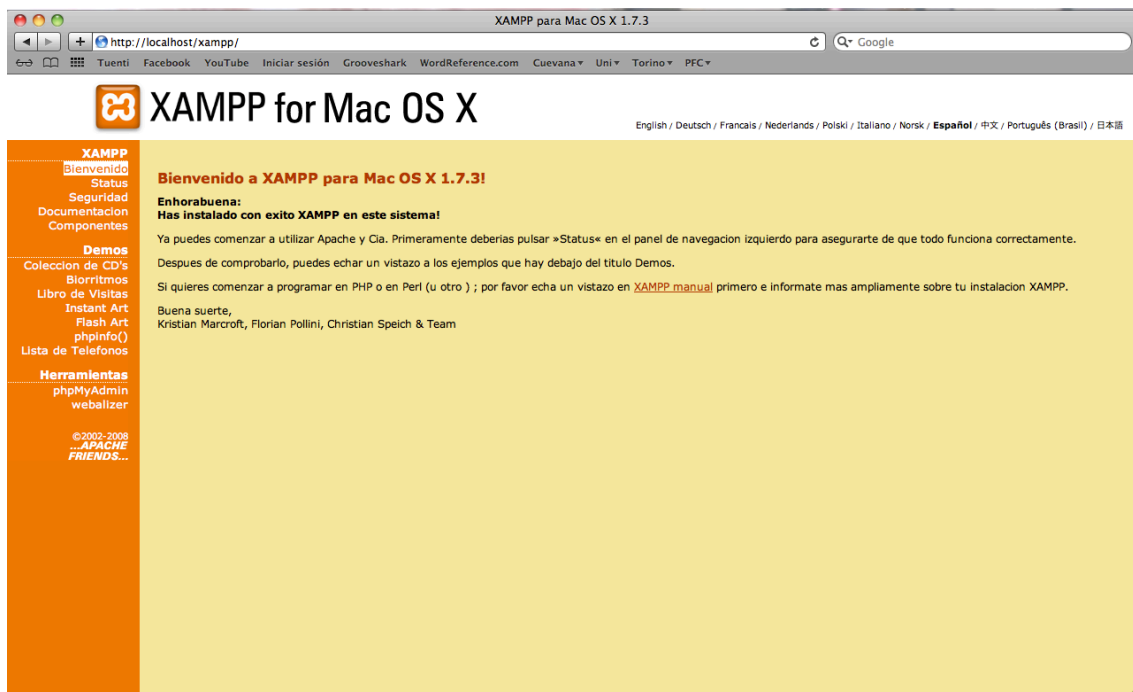 XAMPP para Mac OS X 1.7.3
http://localhost/xampp/
Google
Tuenti Facebook YouTube Iniciar sesión Grooveshark WordReference.com Cuevana Uni Torino PFC
XAMPP for Mac OS X
English / Deutsch / Francais / Nederlands / Polski / Italiano / Norsk / Español / 中文 / Português (Brasil) / 日本語
XAMPP
Bienvenido
Status
Seguridad
Documentacion
Componentes
Demos
Coleccion de CD's
Biorritmos
Libro de Visitas
Instant Art
Flash Art
phpinfo()
Lista de Telefonos
Herramientas
phpMyAdmin
webalizer
©2002-2008
...APACHE
FRIENDS...
Bienvenido a XAMPP para Mac OS X 1.7.3!
Enhorabuena:
Has instalado con exito XAMPP en este sistema!
Ya puedes comenzar a utilizar Apache y Cia. Primeramente deberias pulsar »Status« en el panel de navegacion izquierdo para asegurarte de que todo funciona correctamente.
Despues de comprobarlo, puedes echar un vistazo a los ejemplos que hay debajo del titulo Demos.
Si quieres comenzar a programar en PHP o en Perl (u otro ) ; por favor echa un vistazo en XAMPP manual primero e informate mas ampliamente sobre tu instalacion XAMPP.
Buena suerte,
Kristian Marcroft, Florian Pollini, Christian Speich & Team